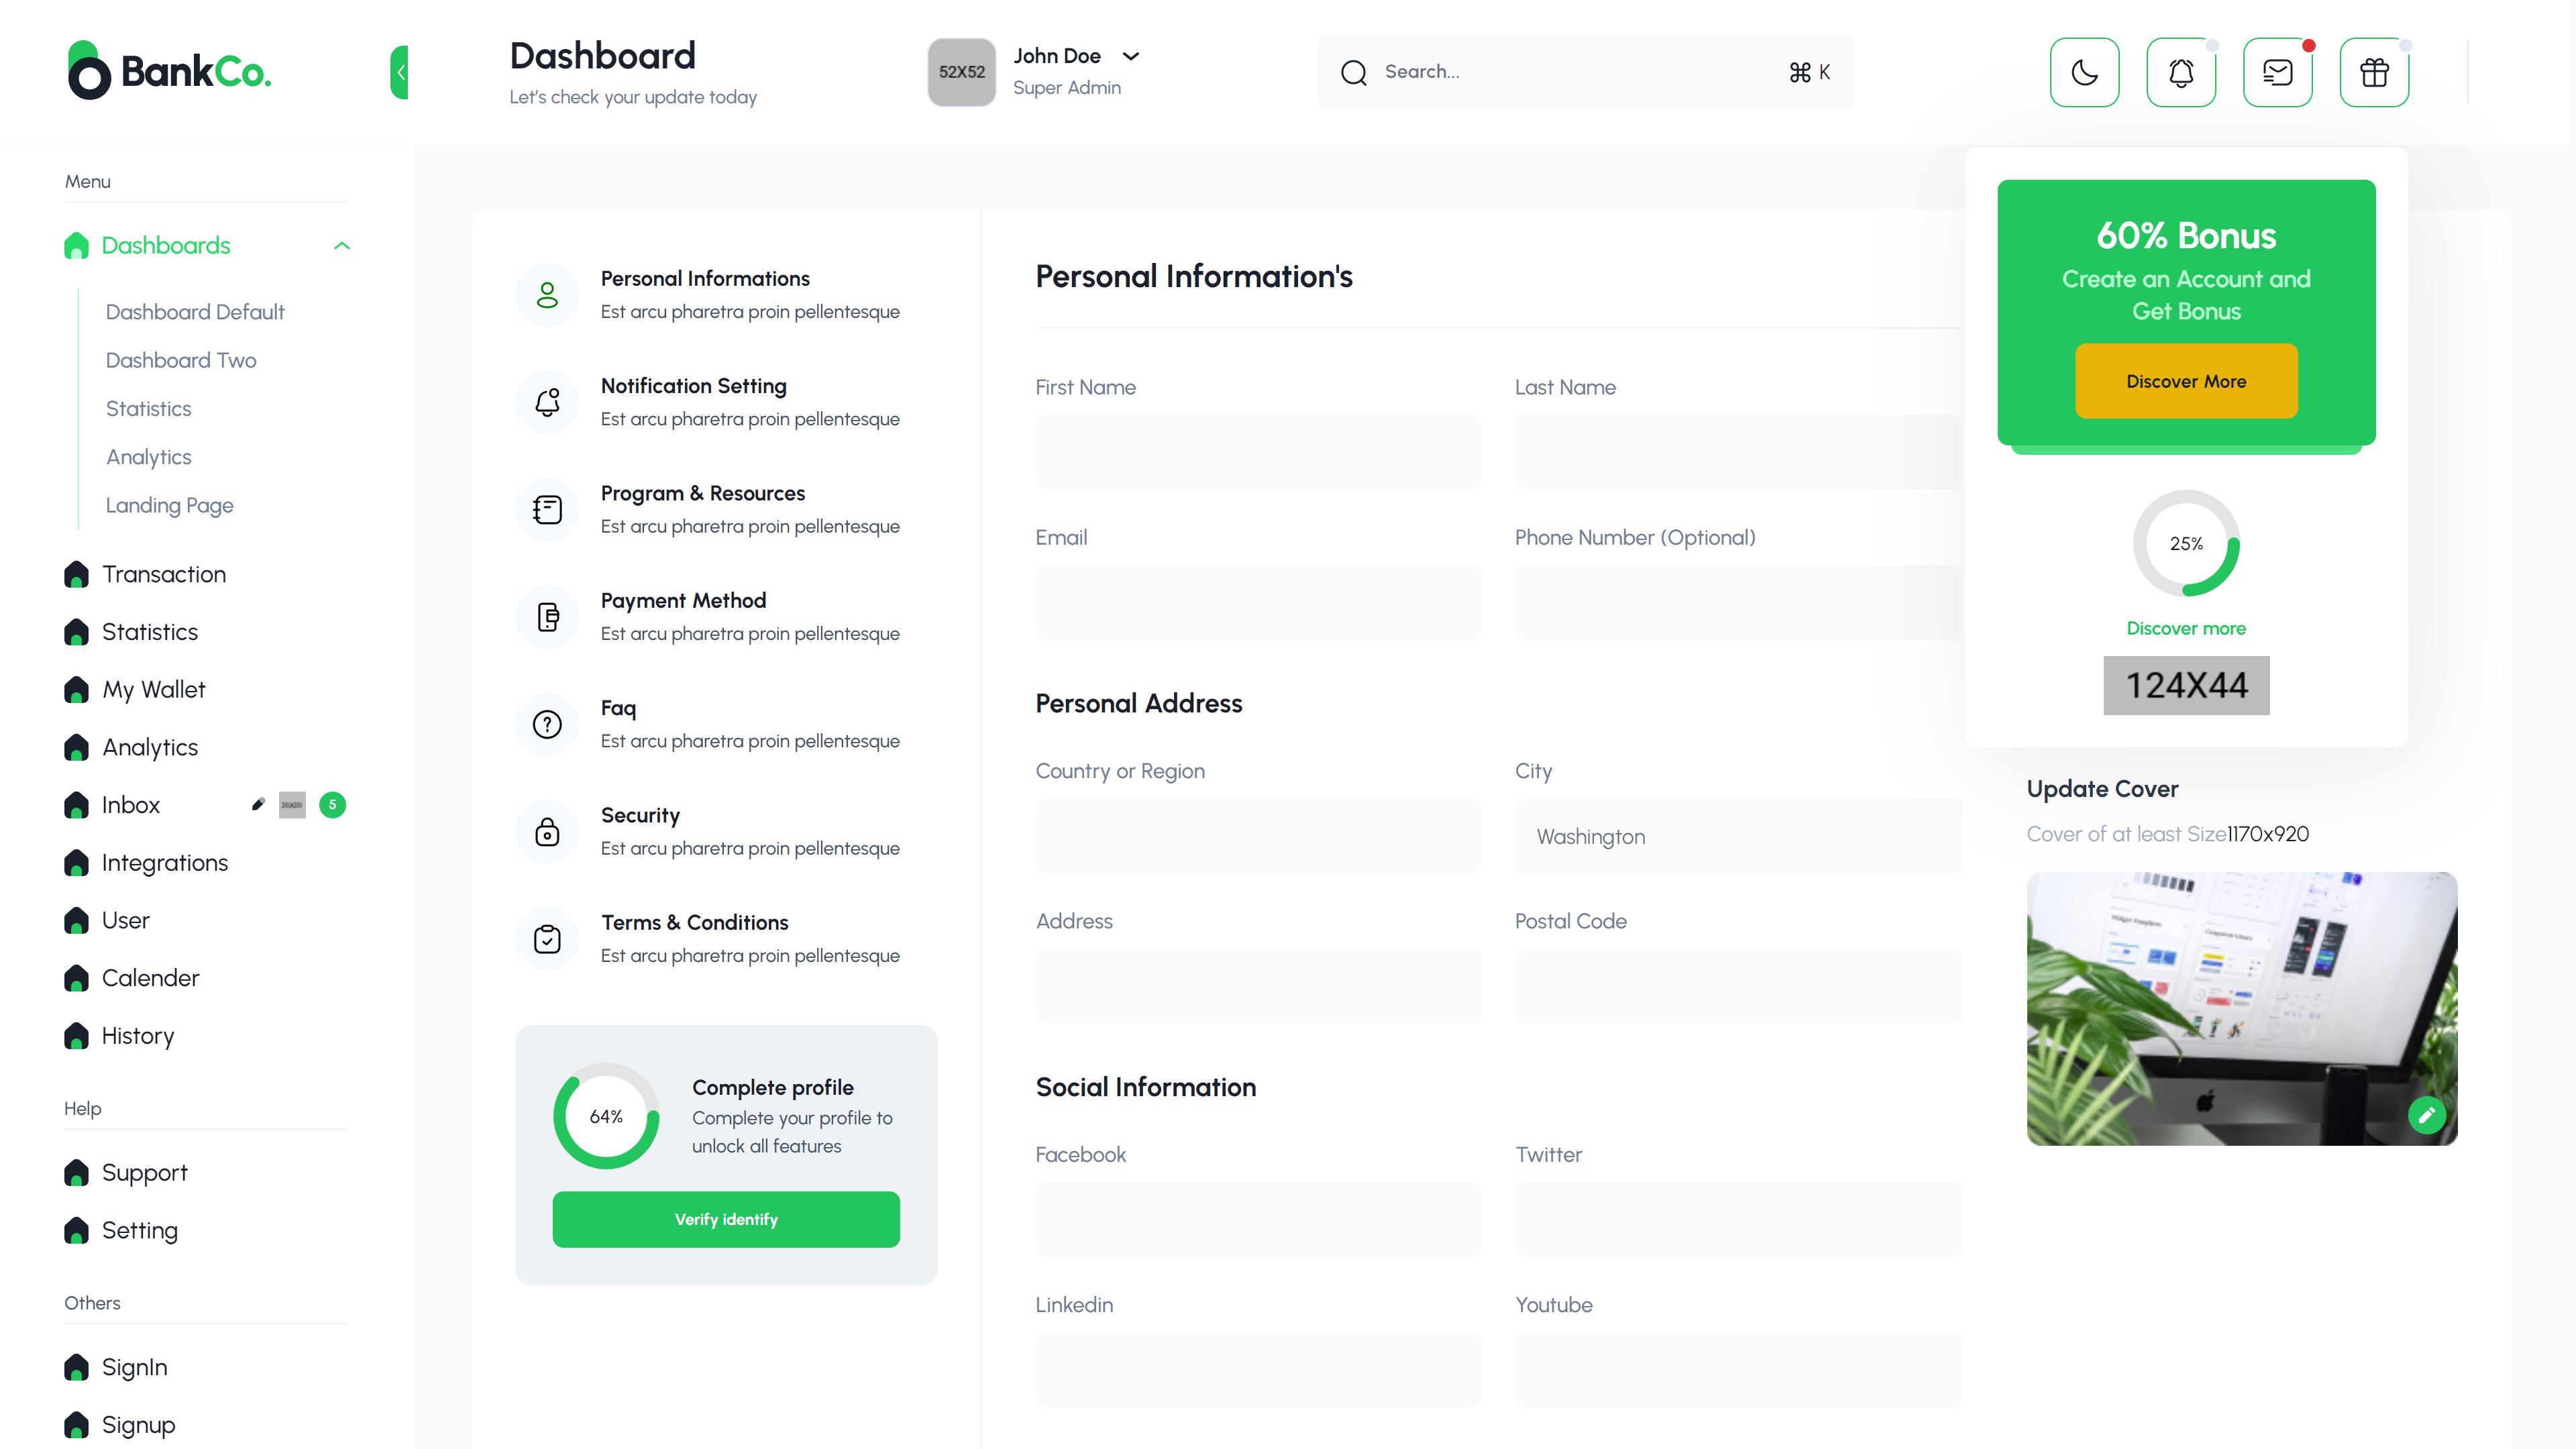 BankCo.
Dashboard
Let's check your update today
52X52
John Doe
Super Admin
Search...
⌘ K
Menu
Dashboards
Dashboard Default
Dashboard Two
Statistics
Analytics
Landing Page
Transaction
Statistics
My Wallet
Analytics
Inbox
5
Integrations
User
Calender
History
Help
Support
Setting
Others
SignIn
Signup
Personal Informations
Est arcu pharetra proin pellentesque
Notification Setting
Est arcu pharetra proin pellentesque
Program & Resources
Est arcu pharetra proin pellentesque
Payment Method
Est arcu pharetra proin pellentesque
Faq
Est arcu pharetra proin pellentesque
Security
Est arcu pharetra proin pellentesque
Terms & Conditions
Est arcu pharetra proin pellentesque
64%
Complete profile
Complete your profile to
unlock all features
Verify identify
Personal Information's
First Name
Last Name
Email
Phone Number (Optional)
Personal Address
Country or Region
City
Washington
Address
Postal Code
Social Information
Facebook
Twitter
Linkedin
Youtube
60% Bonus
Create an Account and
Get Bonus
Discover More
25%
Discover more
124X44
Update Cover
Cover of at least Size1170x920